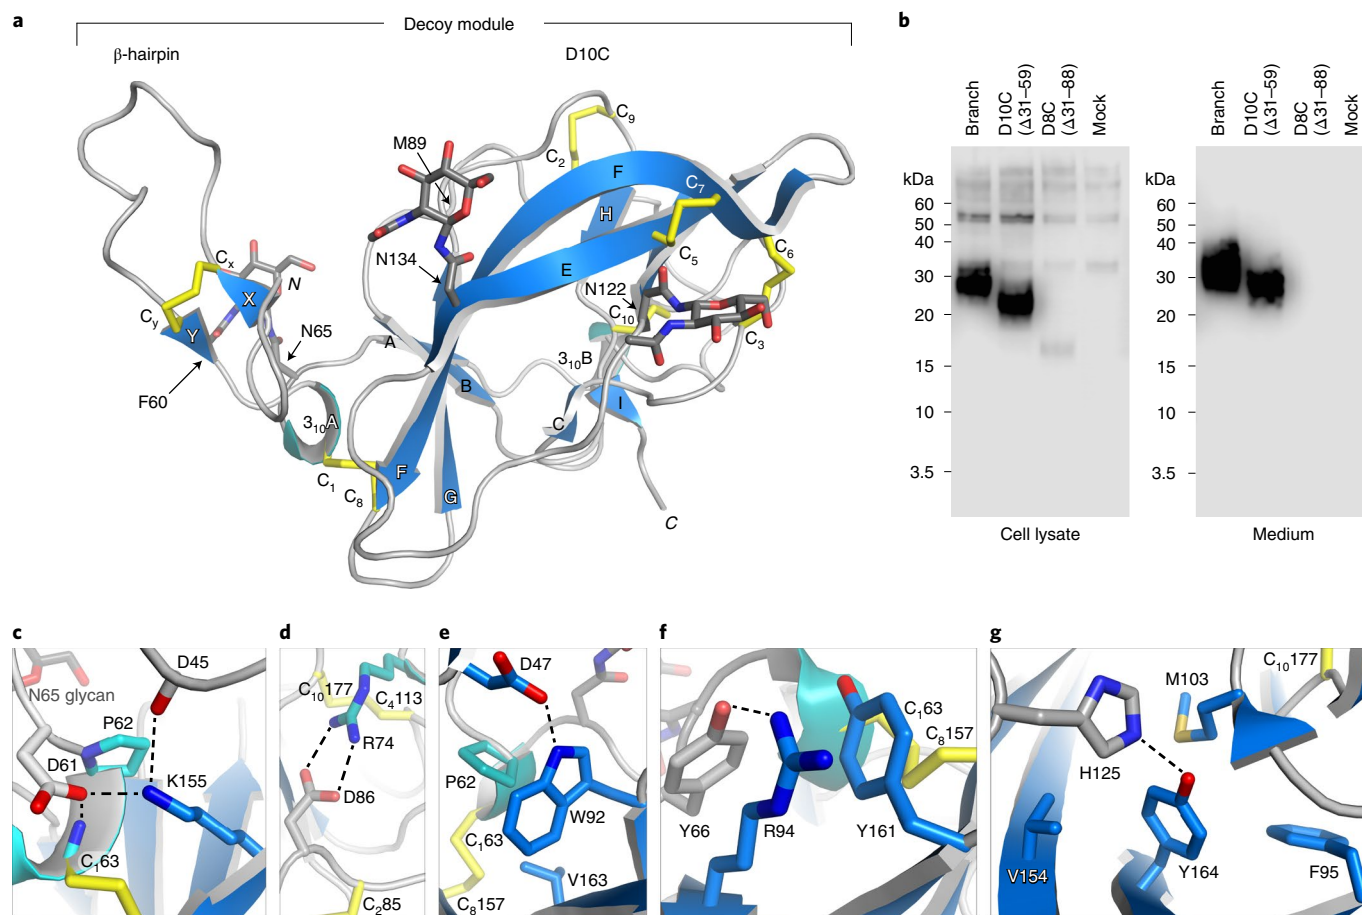 a
Decoy module
β-hairpin
D10C
M89
C9
C2
F
C7
H
N134
E
C5
C6
Cx
N
X
Cy
Y
N65
F60
N122
C10
C3
A
310B
B
I
C
310A
F
C1
C8
G
C
b
Branch
D10C
(Δ31–59)
D8C
(Δ31–88)
Mock
kDa
60
50
40
30
20
15
10
3.5
Cell lysate
Branch
D10C
(Δ31–59)
D8C
(Δ31-88)
Mock
kDa
60
50
40
30
20
15
10
3.5
Medium
c
D45
N65 glycan
P62
D61
K155
C163
d
C10177
C4113
R74
D86
C285
e
D47
P62
W92
C163
V163
C8157
f
C163
C8157
Y66
R94
Y161
g
C10177
M103
H125
V154
Y164
F95